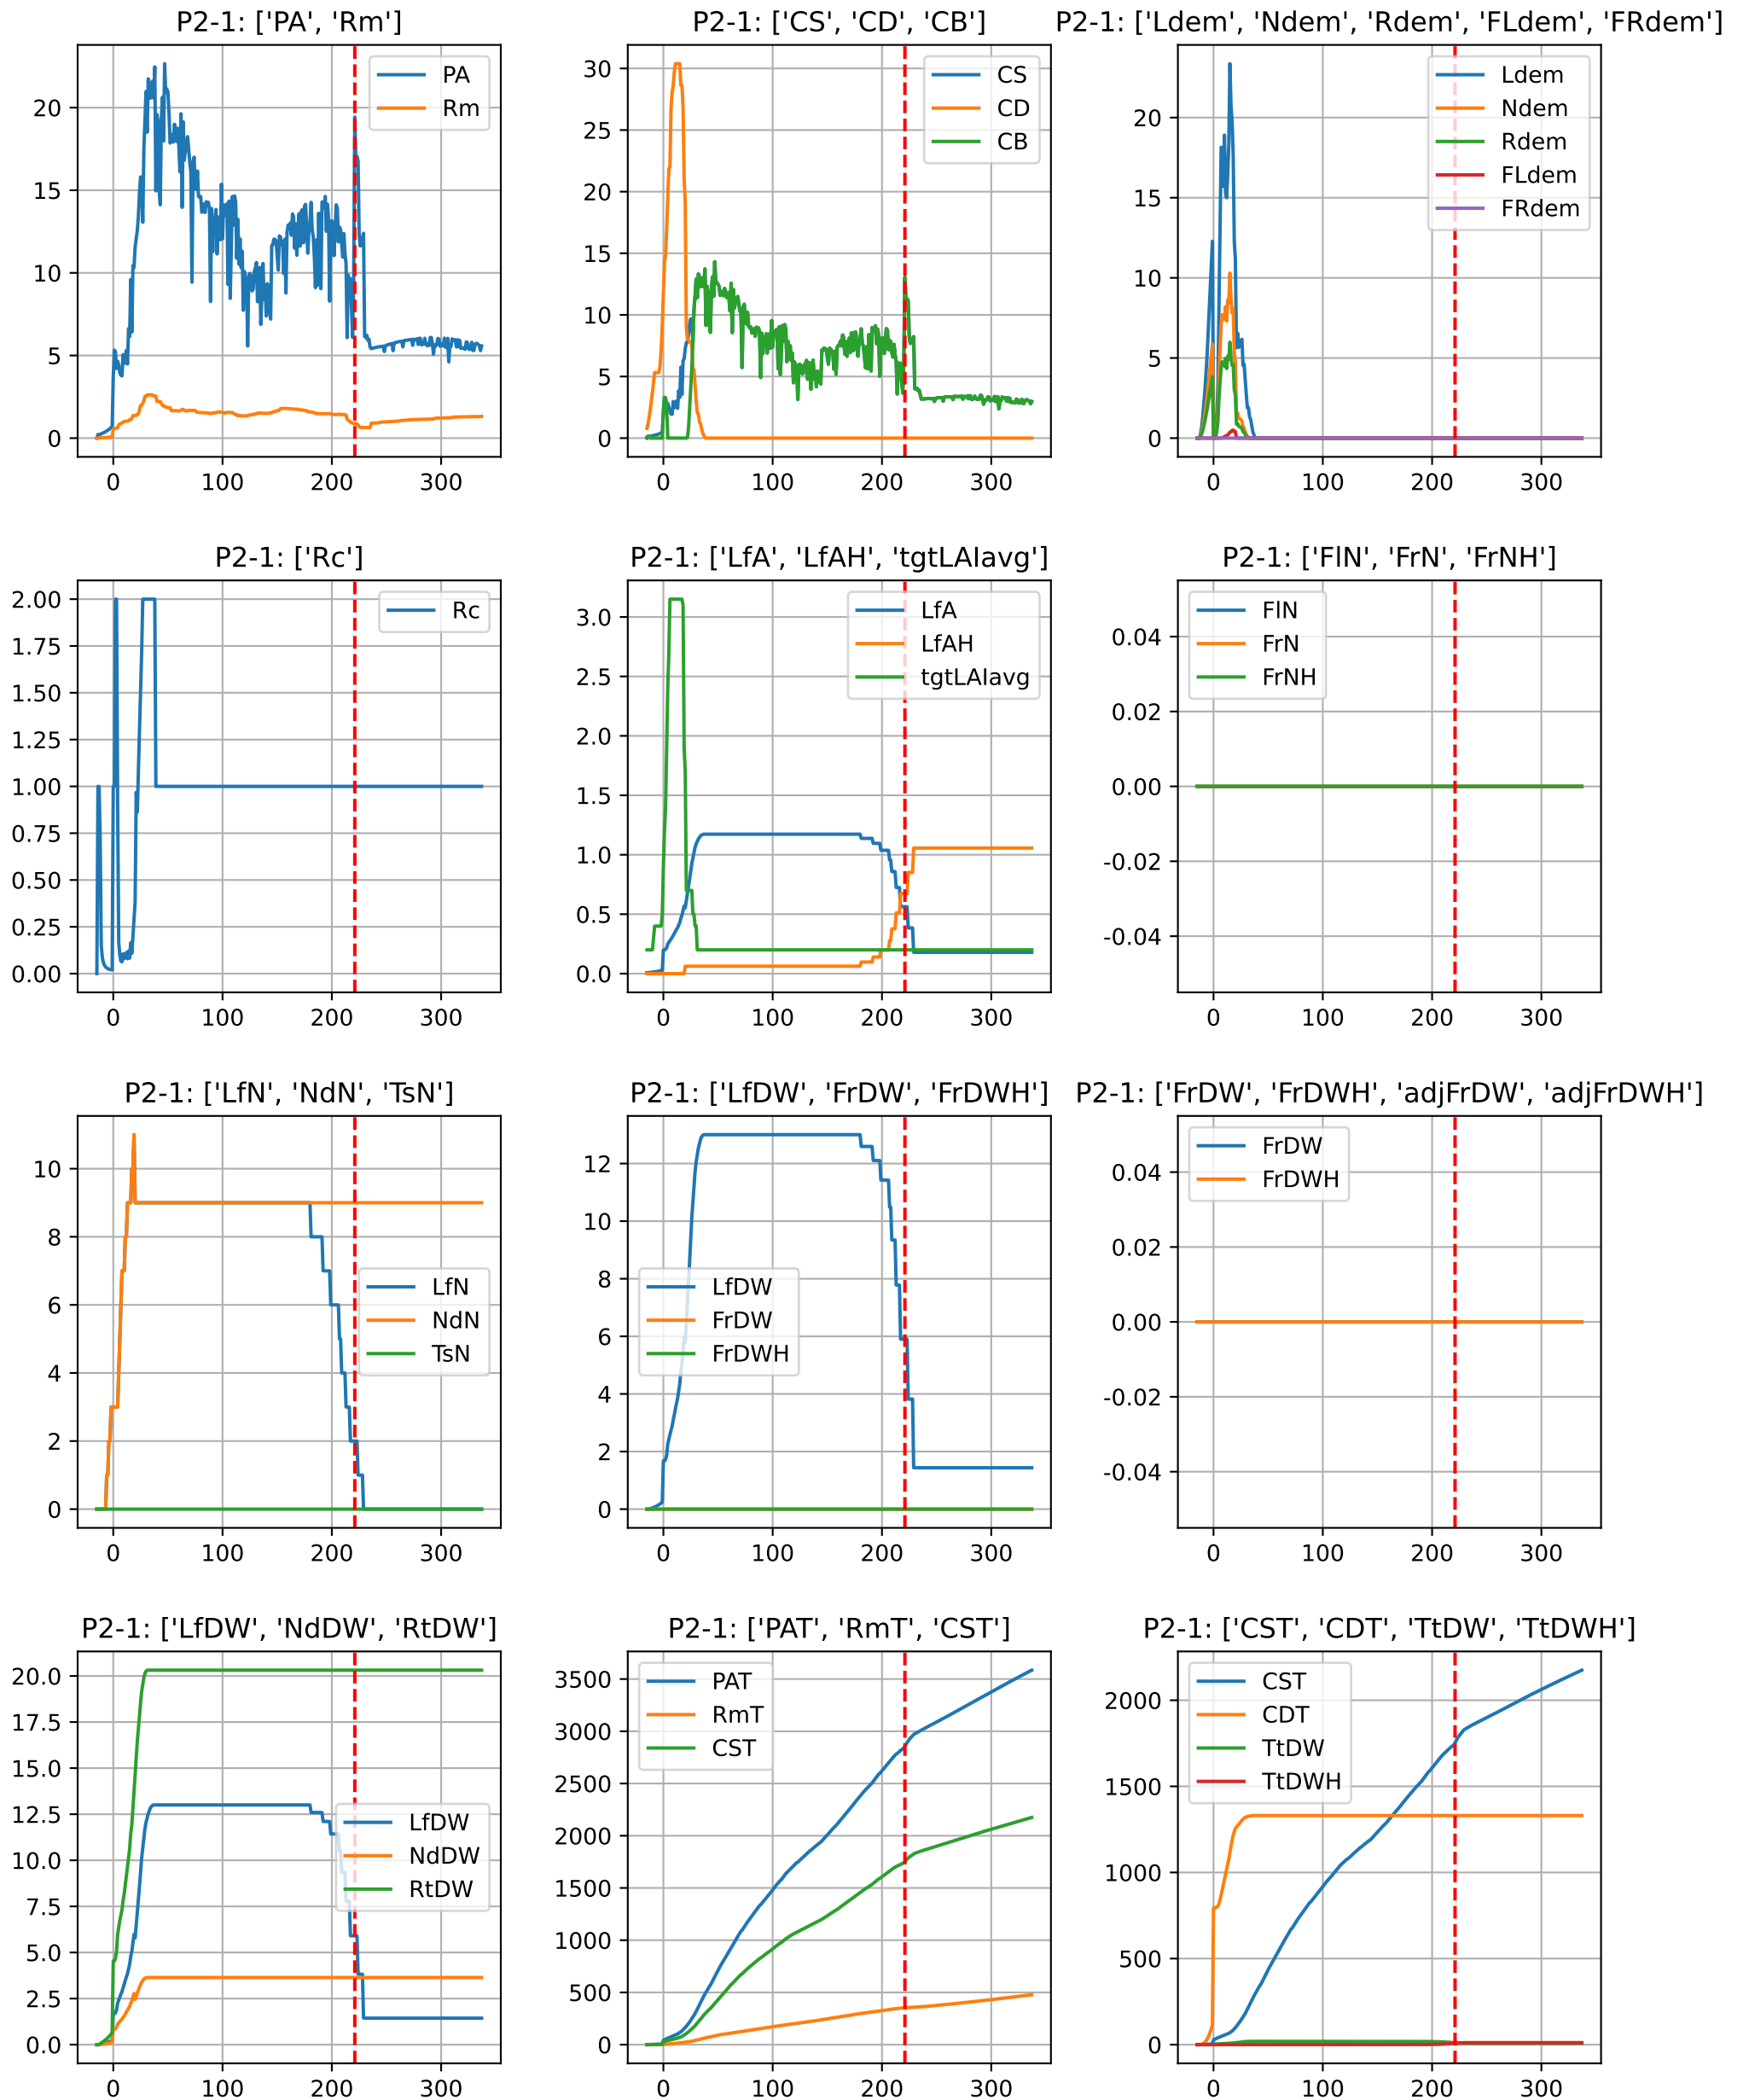 P2-1: ['PA', 'Rm']
20
15
10
5
0
0 100 200 300
PA
Rm
P2-1: ['CS', 'CD', 'CB']
30
25
20
15
10
5
0
0 100 200 300
CS
CD
CB
P2-1: ['Ldem', 'Ndem', 'Rdem', 'FLdem', 'FRdem']
20
15
10
5
0
0 100 200 300
Ldem
Ndem
Rdem
FLdem
FRdem
P2-1: ['Rc']
2.00
1.75
1.50
1.25
1.00
0.75
0.50
0.25
0.00
0 100 200 300
Rc
P2-1: ['LfA', 'LfAH', 'tgtLAIavg']
3.0
2.5
2.0
1.5
1.0
0.5
0.0
0 100 200 300
LfA
LfAH
tgtLAIavg
P2-1: ['FlN', 'FrN', 'FrNH']
0.04
0.02
0.00
-0.02
-0.04
0 100 200 300
FlN
FrN
FrNH
P2-1: ['LfN', 'NdN', 'TsN']
10
8
6
4
2
0
0 100 200 300
LfN
NdN
TsN
P2-1: ['LfDW', 'FrDW', 'FrDWH']
12
10
8
6
4
2
0
0 100 200 300
LfDW
FrDW
FrDWH
P2-1: ['FrDW', 'FrDWH', 'adjFrDW', 'adjFrDWH']
0.04
0.02
0.00
-0.02
-0.04
0 100 200 300
FrDW
FrDWH
P2-1: ['LfDW', 'NdDW', 'RtDW']
20.0
17.5
15.0
12.5
10.0
7.5
5.0
2.5
0.0
0 100 200 300
LfDW
NdDW
RtDW
P2-1: ['PAT', 'RmT', 'CST']
3500
3000
2500
2000
1500
1000
500
0
0 100 200 300
PAT
RmT
CST
P2-1: ['CST', 'CDT', 'TtDW', 'TtDWH']
2000
1500
1000
500
0
0 100 200 300
CST
CDT
TtDW
TtDWH